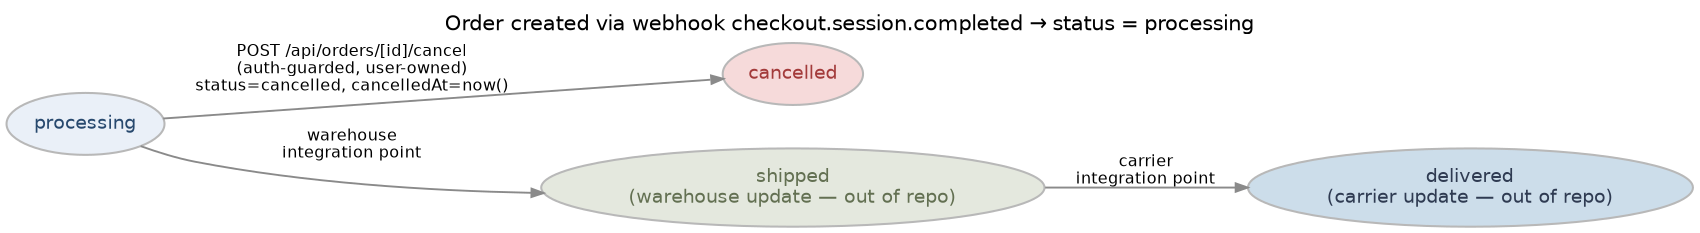 Order created via webhook checkout.session.completed → status = processing
POST /api/orders/[id]/cancel
(auth-guarded, user-owned)
status=cancelled, cancelledAt=now()
cancelled
processing
warehouse
integration point
shipped
(warehouse update — out of repo)
carrier
integration point
delivered
(carrier update — out of repo)